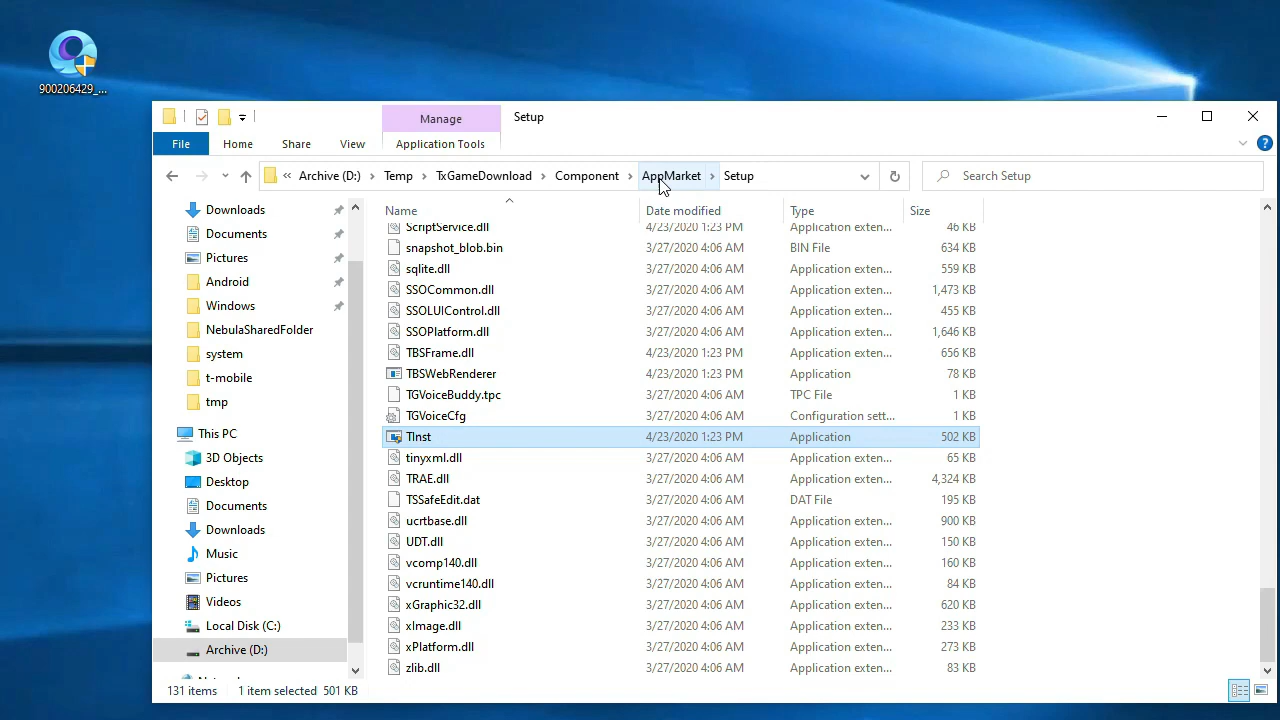 900206429_...
Manage
Setup
File
Home
Share
View
Application Tools
« Archive (D:) › Temp › TxGameDownload › Component › AppMarket › Setup
Search Setup
Downloads
Documents
Pictures
Android
Windows
NebulaSharedFolder
system
t-mobile
tmp
This PC
3D Objects
Desktop
Documents
Downloads
Music
Pictures
Videos
Local Disk (C:)
Archive (D:)
Name Date modified Type Size
ScriptService.dll 4/23/2020 1:23 PM Application exten... 46 KB
snapshot_blob.bin 3/27/2020 4:06 AM BIN File 634 KB
sqlite.dll 3/27/2020 4:06 AM Application exten... 559 KB
SSOCommon.dll 3/27/2020 4:06 AM Application exten... 1,473 KB
SSOLUIControl.dll 3/27/2020 4:06 AM Application exten... 455 KB
SSOPlatform.dll 3/27/2020 4:06 AM Application exten... 1,646 KB
TBSFrame.dll 4/23/2020 1:23 PM Application exten... 656 KB
TBSWebRenderer 4/23/2020 1:23 PM Application 78 KB
TGVoiceBuddy.tpc 3/27/2020 4:06 AM TPC File 1 KB
TGVoiceCfg 3/27/2020 4:06 AM Configuration sett... 1 KB
TInst 4/23/2020 1:23 PM Application 502 KB
tinyxml.dll 3/27/2020 4:06 AM Application exten... 65 KB
TRAE.dll 3/27/2020 4:06 AM Application exten... 4,324 KB
TSSafeEdit.dat 3/27/2020 4:06 AM DAT File 195 KB
ucrtbase.dll 3/27/2020 4:06 AM Application exten... 900 KB
UDT.dll 3/27/2020 4:06 AM Application exten... 150 KB
vcomp140.dll 3/27/2020 4:06 AM Application exten... 160 KB
vcruntime140.dll 3/27/2020 4:06 AM Application exten... 84 KB
xGraphic32.dll 3/27/2020 4:06 AM Application exten... 620 KB
xImage.dll 3/27/2020 4:06 AM Application exten... 233 KB
xPlatform.dll 3/27/2020 4:06 AM Application exten... 273 KB
zlib.dll 3/27/2020 4:06 AM Application exten... 83 KB
131 items 1 item selected 501 KB